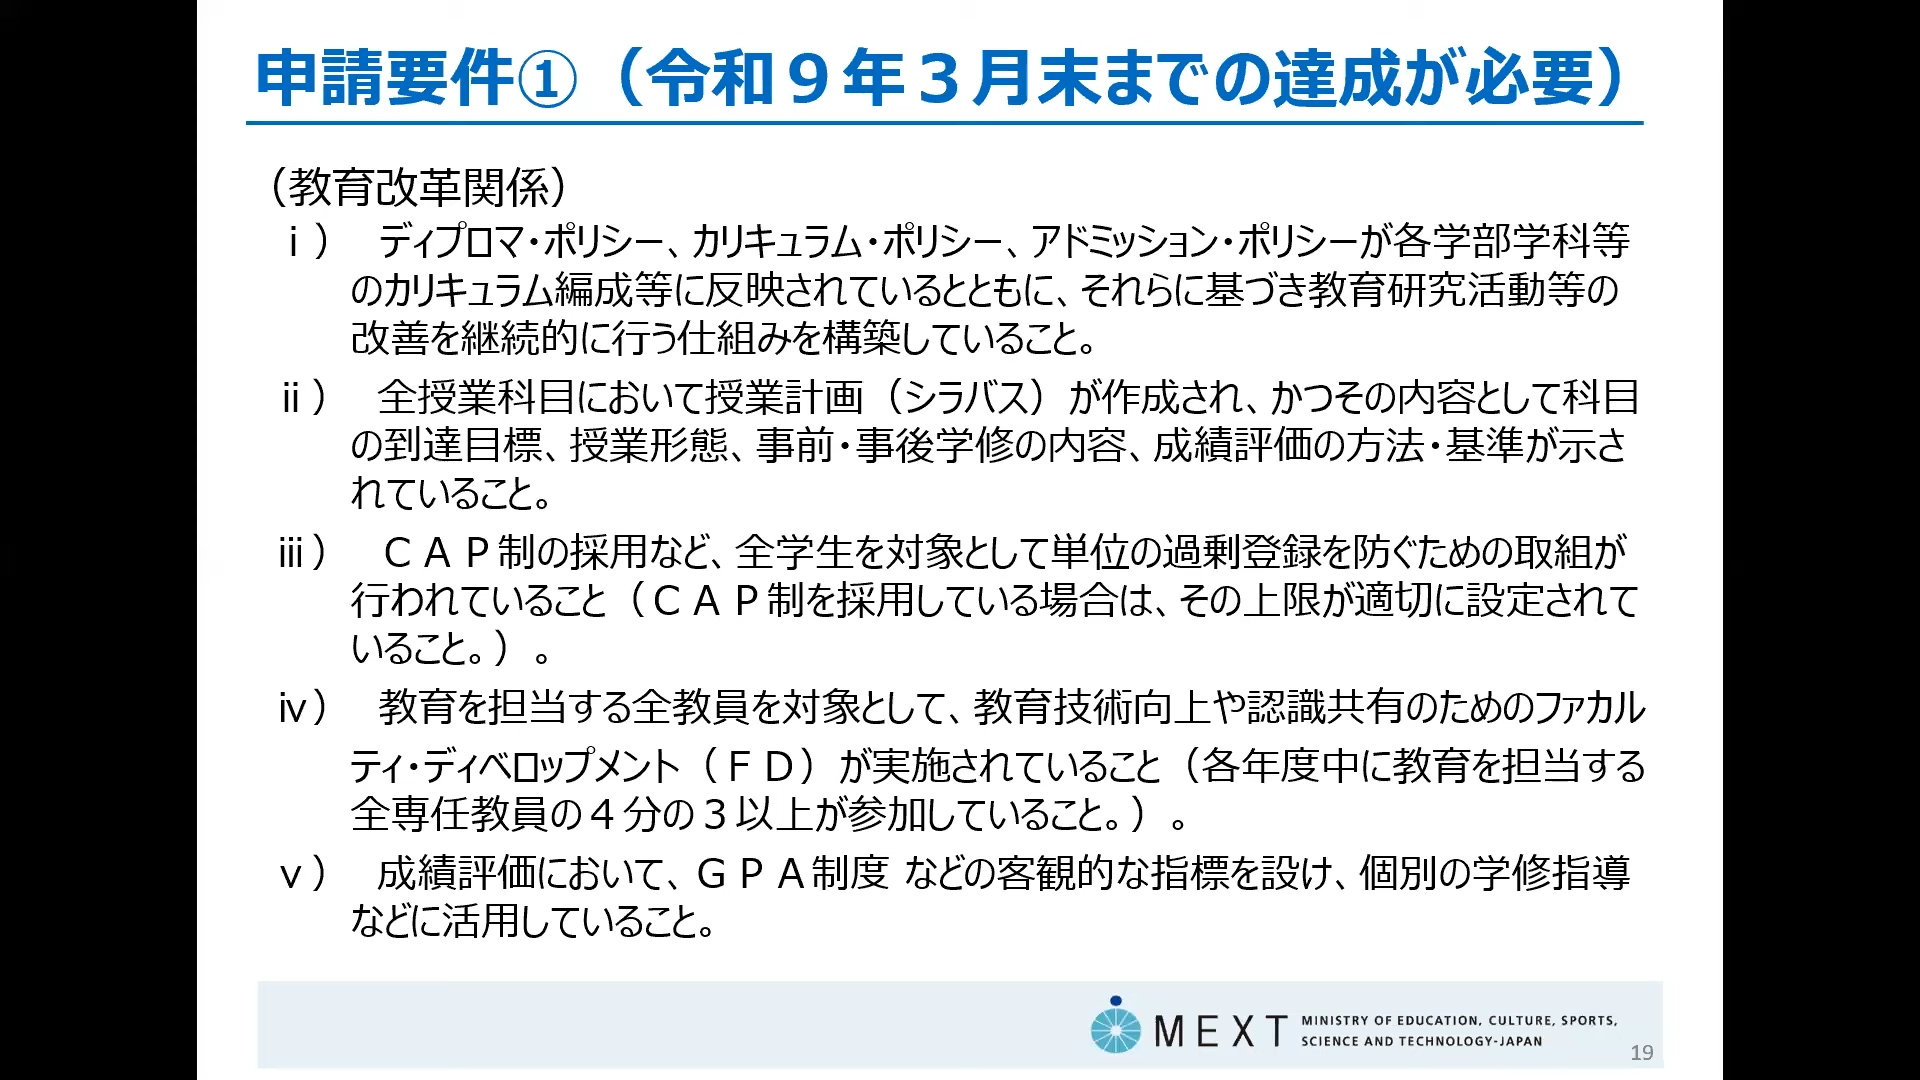 申請要件①（令和９年３月末までの達成が必要）
（教育改革関係）
ⅰ）　ディプロマ・ポリシー、カリキュラム・ポリシー、アドミッション・ポリシーが各学部学科等
のカリキュラム編成等に反映されているとともに、それらに基づき教育研究活動等の
改善を継続的に行う仕組みを構築していること。
ⅱ）　全授業科目において授業計画（シラバス）が作成され、かつその内容として科目
の到達目標、授業形態、事前・事後学修の内容、成績評価の方法・基準が示さ
れていること。
ⅲ）　ＣＡＰ制の採用など、全学生を対象として単位の過剰登録を防ぐための取組が
行われていること（ＣＡＰ制を採用している場合は、その上限が適切に設定されて
いること。）。
ⅳ）　教育を担当する全教員を対象として、教育技術向上や認識共有のためのファカル
ティ・ディベロップメント（ＦＤ）が実施されていること（各年度中に教育を担当する
全専任教員の４分の３以上が参加していること。）。
ⅴ）　成績評価において、ＧＰＡ制度 などの客観的な指標を設け、個別の学修指導
などに活用していること。
MEXT
MINISTRY OF EDUCATION, CULTURE, SPORTS,
SCIENCE AND TECHNOLOGY-JAPAN
19